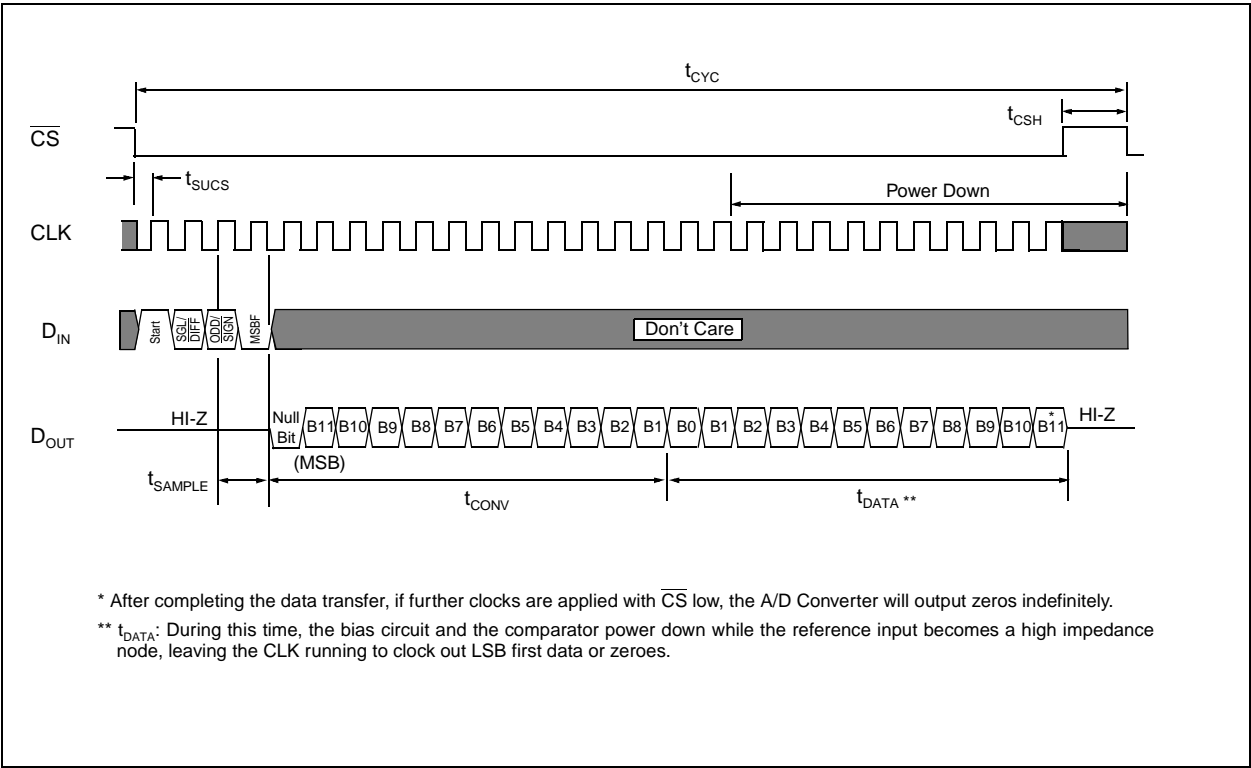 tCYC
tCSH
CS
tSUCS
Power Down
CLK
DIN
Start
SGL/
DIFF
ODD/
SIGN
MSBF
Don't Care
DOUT
HI-Z
Null
Bit
B11 B10 B9 B8 B7 B6 B5 B4 B3 B2 B1 B0 B1 B2 B3 B4 B5 B6 B7 B8 B9 B10 B11
*
HI-Z
(MSB)
tSAMPLE
tCONV
tDATA **
* After completing the data transfer, if further clocks are applied with CS low, the A/D Converter will output zeros indefinitely.
** tDATA: During this time, the bias circuit and the comparator power down while the reference input becomes a high impedance
node, leaving the CLK running to clock out LSB first data or zeroes.